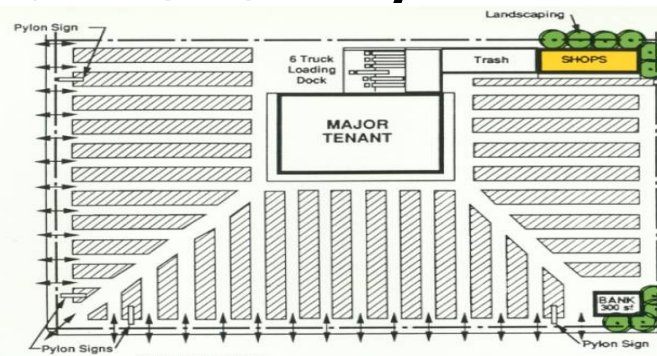 Landscaping
Pylon Sign
6 Truck
Loading
Dock
Trash
SHOPS
MAJOR
TENANT
BANK
300 sf
Pylon Signs
Pylon Sign